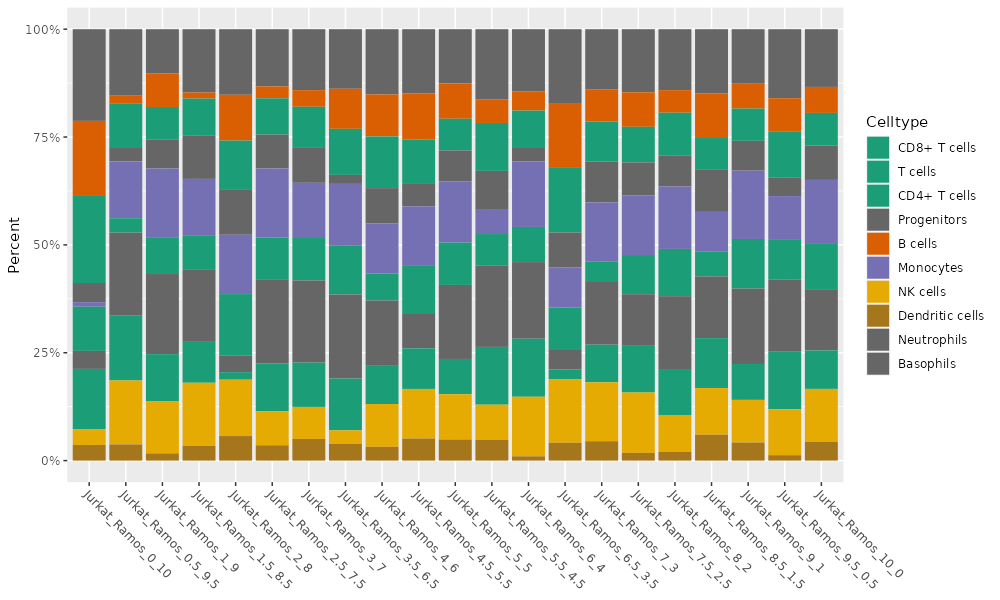 100%
75%
50%
25%
0%
Percent
Jurkat_Ramos_0_10
Jurkat_Ramos_0.5_9.5
Jurkat_Ramos_1_9
Jurkat_Ramos_1.5_8.5
Jurkat_Ramos_2_8
Jurkat_Ramos_2.5_7.5
Jurkat_Ramos_3_7
Jurkat_Ramos_3.5_6.5
Jurkat_Ramos_4_6
Jurkat_Ramos_4.5_5.5
Jurkat_Ramos_5_5
Jurkat_Ramos_5.5_4.5
Jurkat_Ramos_6_4
Jurkat_Ramos_6.5_3.5
Jurkat_Ramos_7_3
Jurkat_Ramos_7.5_2.5
Jurkat_Ramos_8_2
Jurkat_Ramos_8.5_1.5
Jurkat_Ramos_9_1
Jurkat_Ramos_9.5_0.5
Jurkat_Ramos_10_0
Celltype
CD8+ T cells
T cells
CD4+ T cells
Progenitors
B cells
Monocytes
NK cells
Dendritic cells
Neutrophils
Basophils